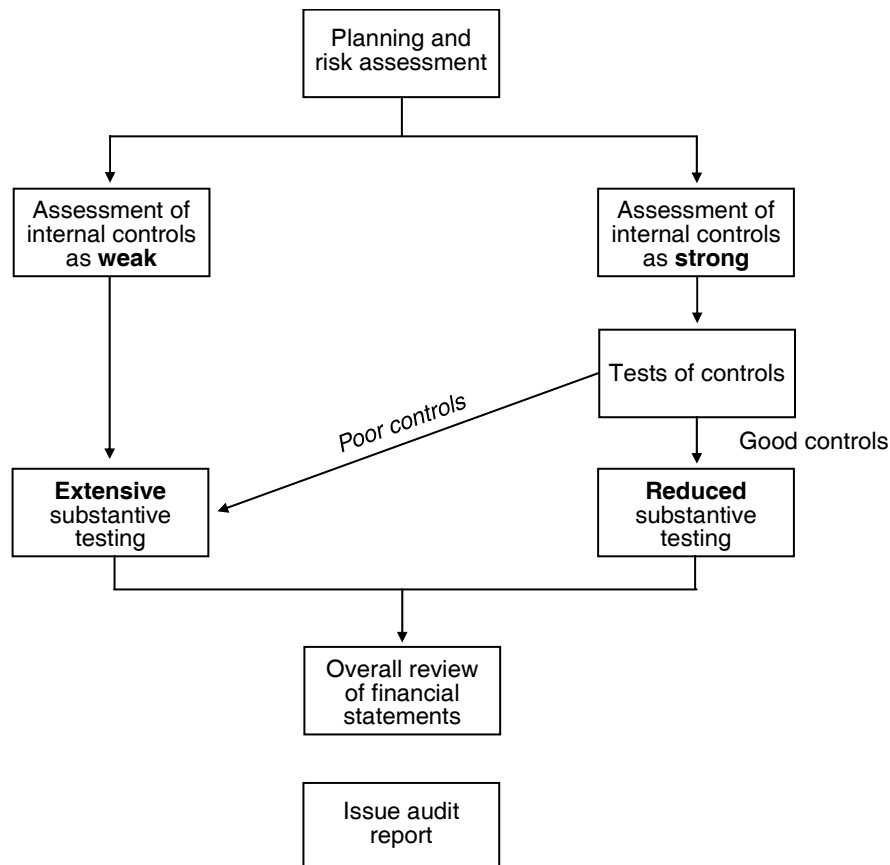 Planning and
risk assessment
Assessment of
internal controls
as weak
Assessment of
internal controls
as strong
Tests of controls
Poor controls
Good controls
Extensive
substantive
testing
Reduced
substantive
testing
Overall review
of financial
statements
Issue audit
report